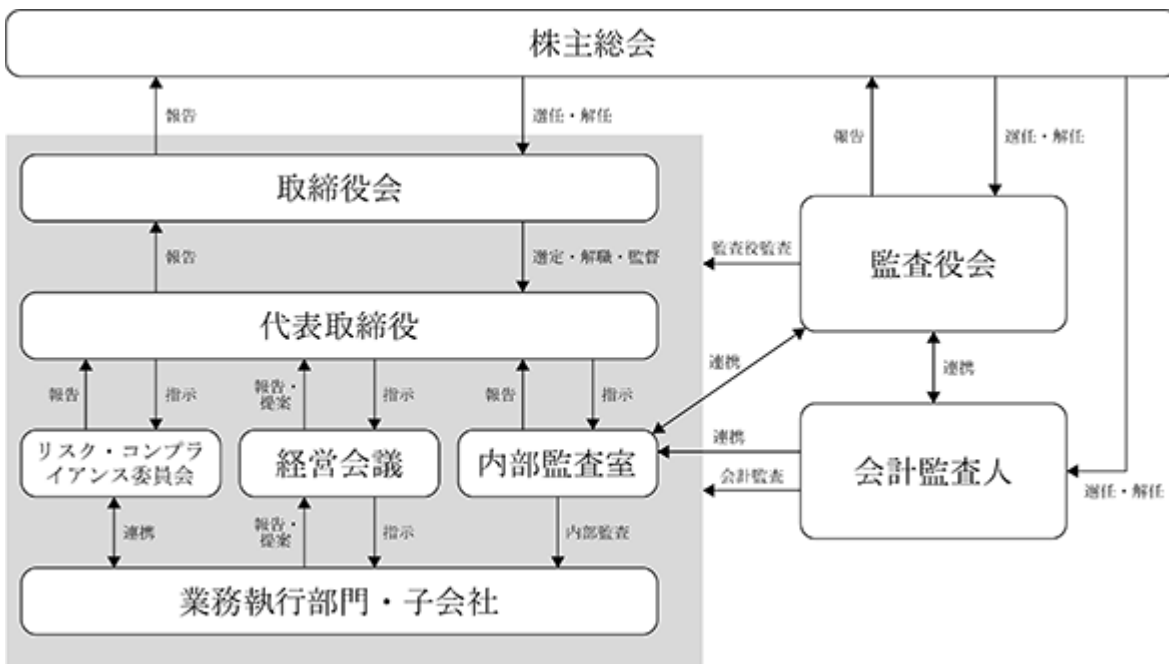 株主総会
報告
選任・解任
報告
選任・解任
取締役会
報告
選定・解職・監督
監査役監査
監査役会
代表取締役
報告
指示
報告・
提案
指示
報告
指示
連携
連携
リスク・コンプラ
イアンス委員会
経営会議
内部監査室
連携
会計監査
会計監査人
選任・解任
連携
報告・
提案
指示
内部監査
業務執行部門・子会社